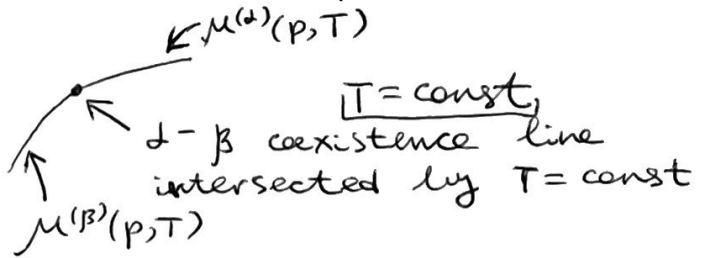 μ⁽ᵅ⁾(p,T)
T = const,
α - β coexistence line
intersected by T = const
μ⁽ᵝ⁾(p,T)